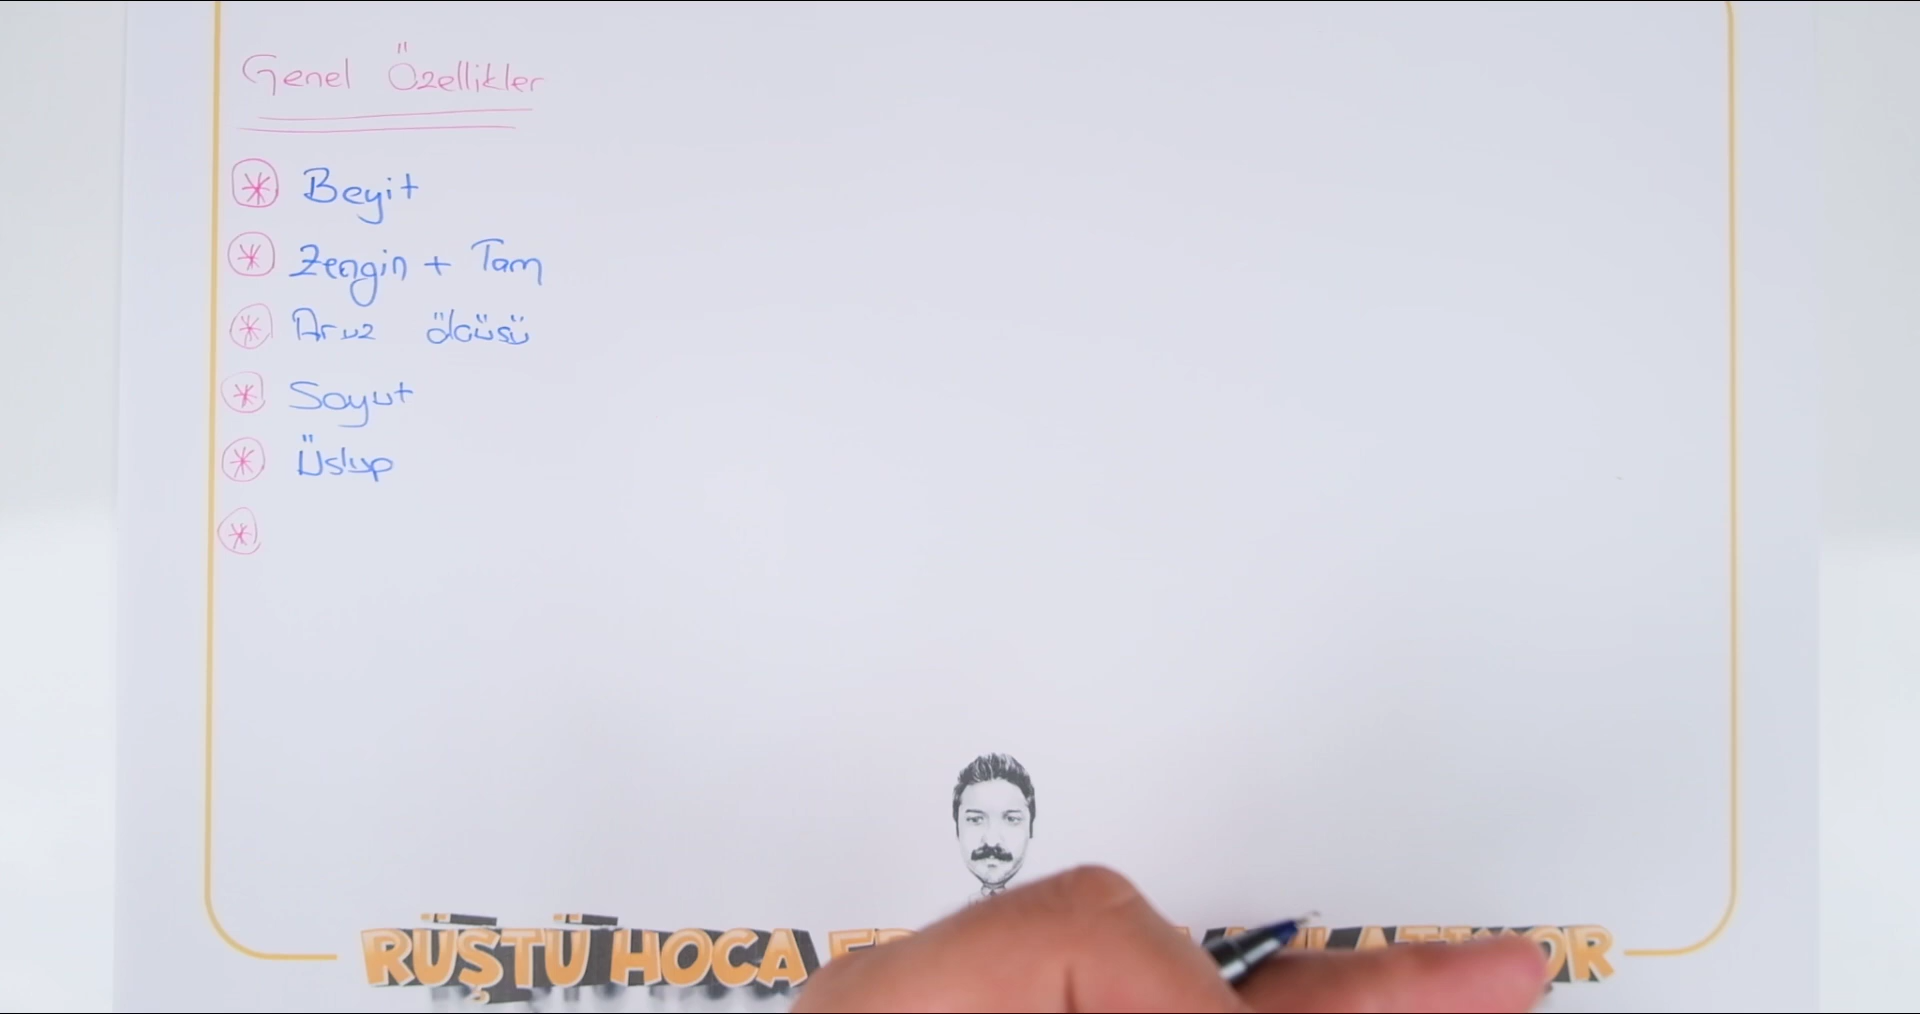 Genel Özellikler
* Beyit
* Zengin + Tam
* Aruz ölçüsü
* Soyut
* Üslup
*
RÜŞTÜ HOCA